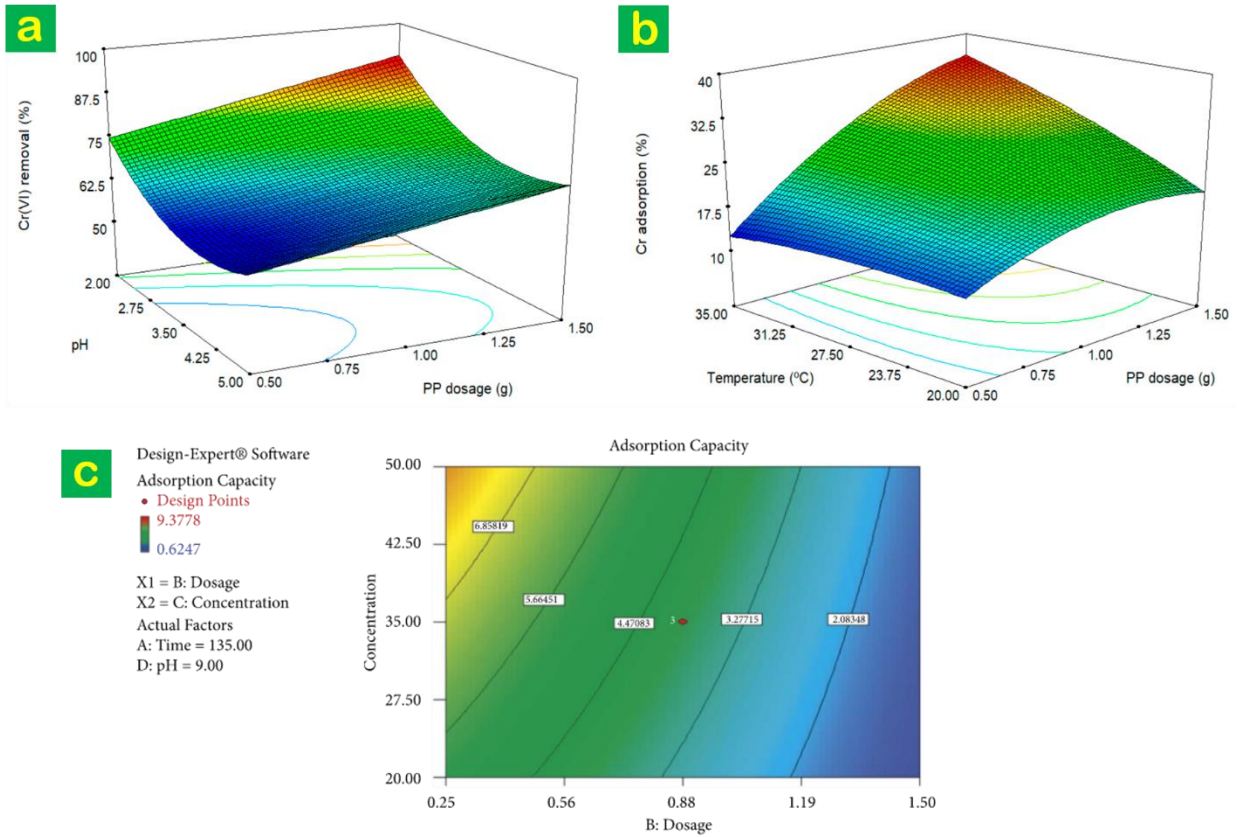 a
Cr(VI) removal (%)
100
87.5
75
62.5
50
2.00
2.75
3.50
4.25
5.00
pH
0.50
0.75
1.00
1.25
1.50
PP dosage (g)
b
Cr adsorption (%)
40
32.5
25
17.5
10
35.00
31.25
27.50
23.75
20.00
Temperature (ºC)
0.50
0.75
1.00
1.25
1.50
PP dosage (g)
c
Design-Expert® Software
Adsorption Capacity
Design Points
9.3778
0.6247
X1 = B: Dosage
X2 = C: Concentration
Actual Factors
A: Time = 135.00
D: pH = 9.00
Adsorption Capacity
Concentration
50.00
42.50
35.00
27.50
20.00
6.85819
5.66451
4.47083
3
3.27715
2.08348
0.25
0.56
0.88
1.19
1.50
B: Dosage